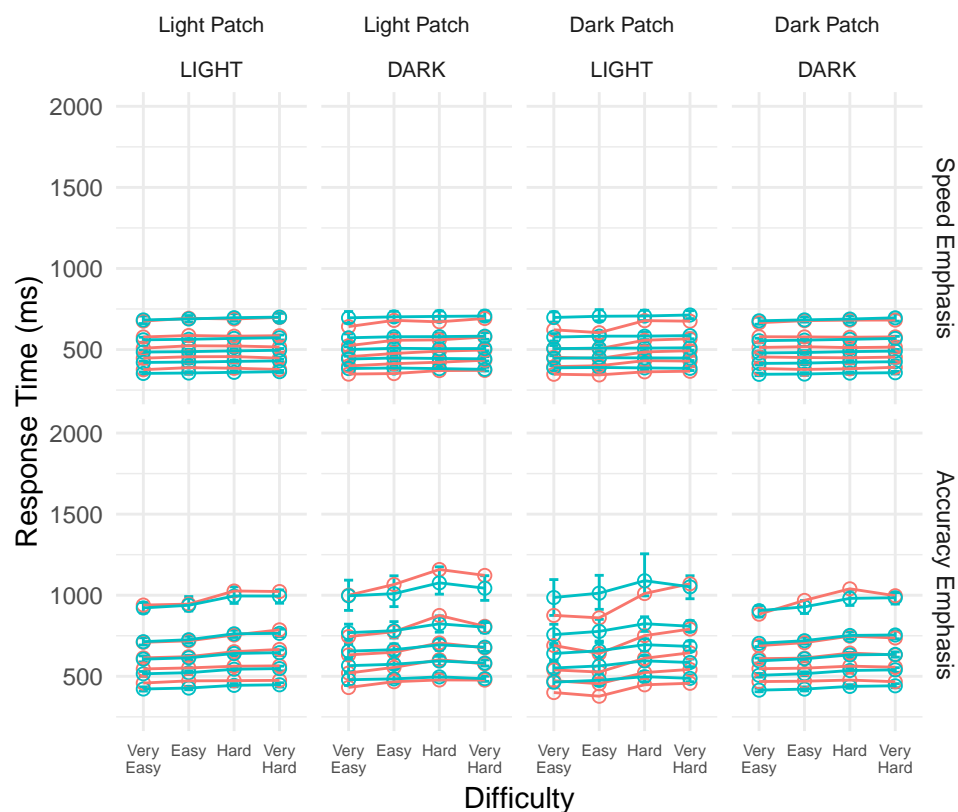 Light Patch Light Patch Dark Patch Dark Patch
LIGHT DARK LIGHT DARK
2000
1500
1000
500
Speed Emphasis
2000
1500
1000
500
Accuracy Emphasis
Response Time (ms)
Very Easy Hard Very Very Easy Hard Very Very Easy Hard Very Very Easy Hard Very
Easy Hard Easy Hard Easy Hard Easy Hard
Difficulty